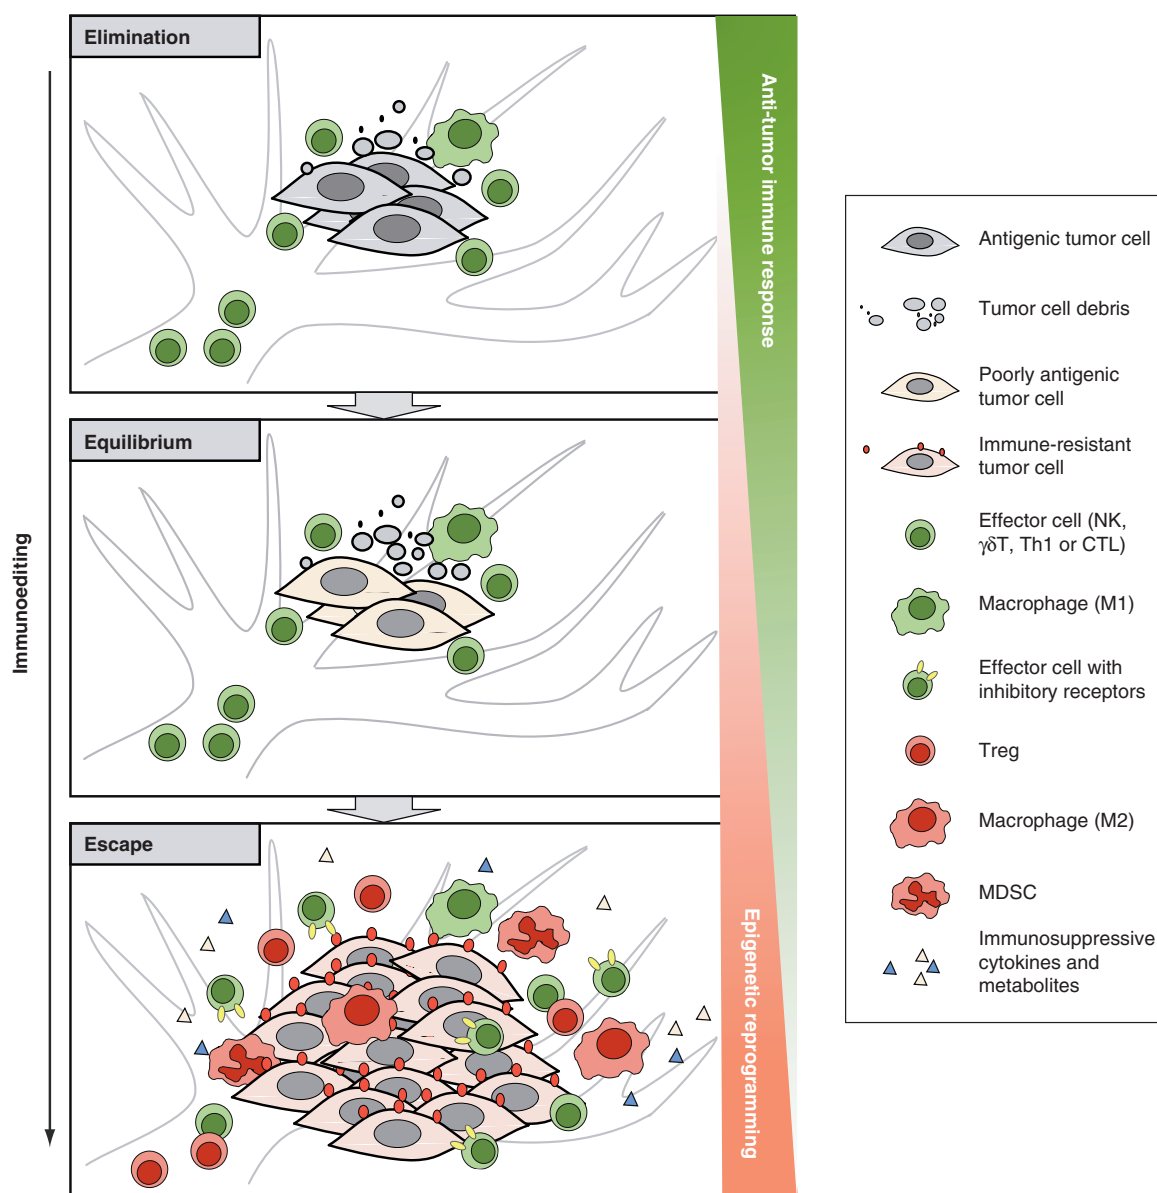 Elimination
Anti-tumor immune response
Equilibrium
Immunoediting
Escape
Epigenetic reprogramming
Antigenic tumor cell
Tumor cell debris
Poorly antigenic
tumor cell
Immune-resistant
tumor cell
Effector cell (NK,
γδT, Th1 or CTL)
Macrophage (M1)
Effector cell with
inhibitory receptors
Treg
Macrophage (M2)
MDSC
Immunosuppressive
cytokines and
metabolites